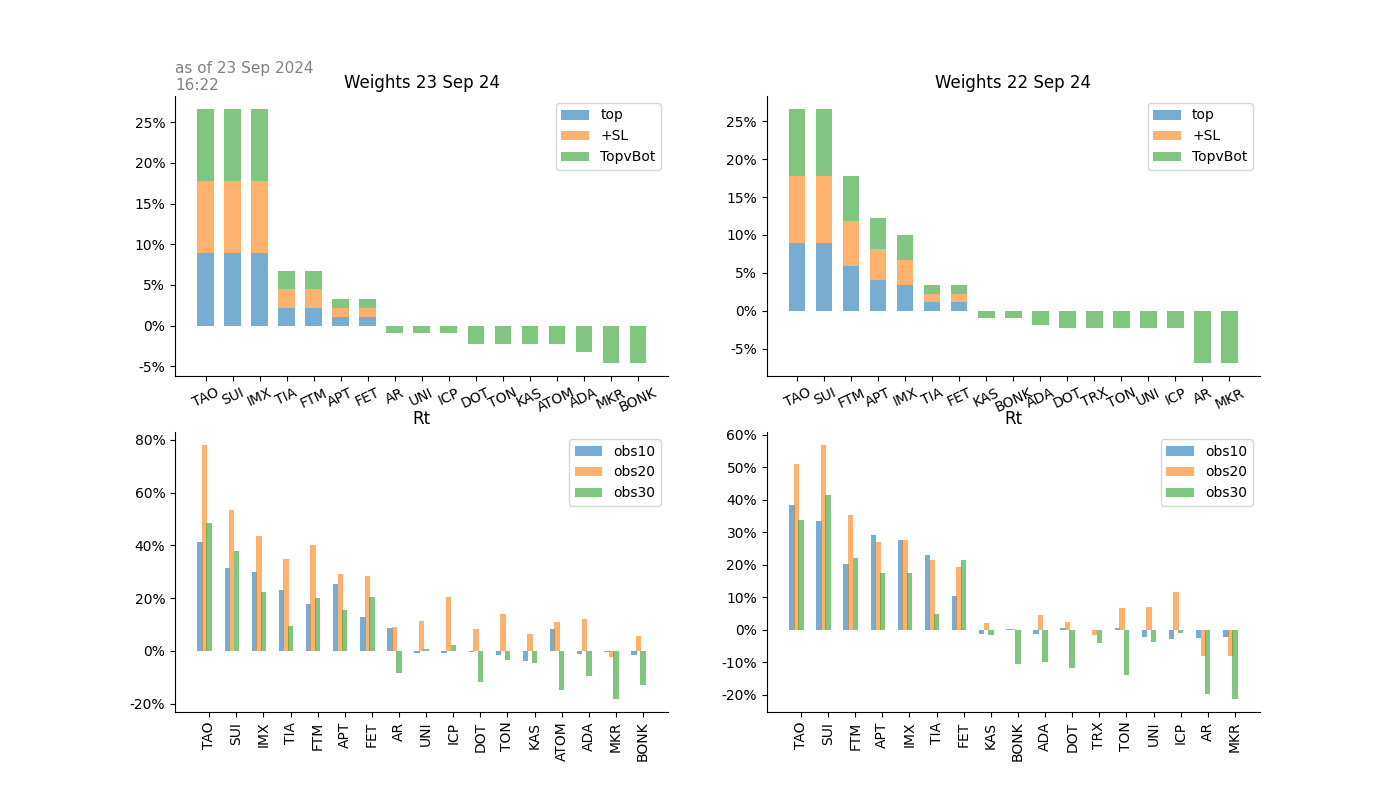 as of 23 Sep 2024
16:22
Weights 23 Sep 24
25%
20%
15%
10%
5%
0%
-5%
top
+SL
TopvBot
TAO SUI IMX TIA FTM APT FET AR UNI ICP DOT TON KAS ATOM ADA MKR BONK
Weights 22 Sep 24
25%
20%
15%
10%
5%
0%
-5%
top
+SL
TopvBot
TAO SUI FTM APT IMX TIA FET KAS BONK ADA DOT TRX TON UNI ICP AR MKR
Rt
80%
60%
40%
20%
0%
-20%
obs10
obs20
obs30
TAO SUI IMX TIA FTM APT FET AR UNI ICP DOT TON KAS ATOM ADA MKR BONK
Rt
60%
50%
40%
30%
20%
10%
0%
-10%
-20%
obs10
obs20
obs30
TAO SUI FTM APT IMX TIA FET KAS BONK ADA DOT TRX TON UNI ICP AR MKR